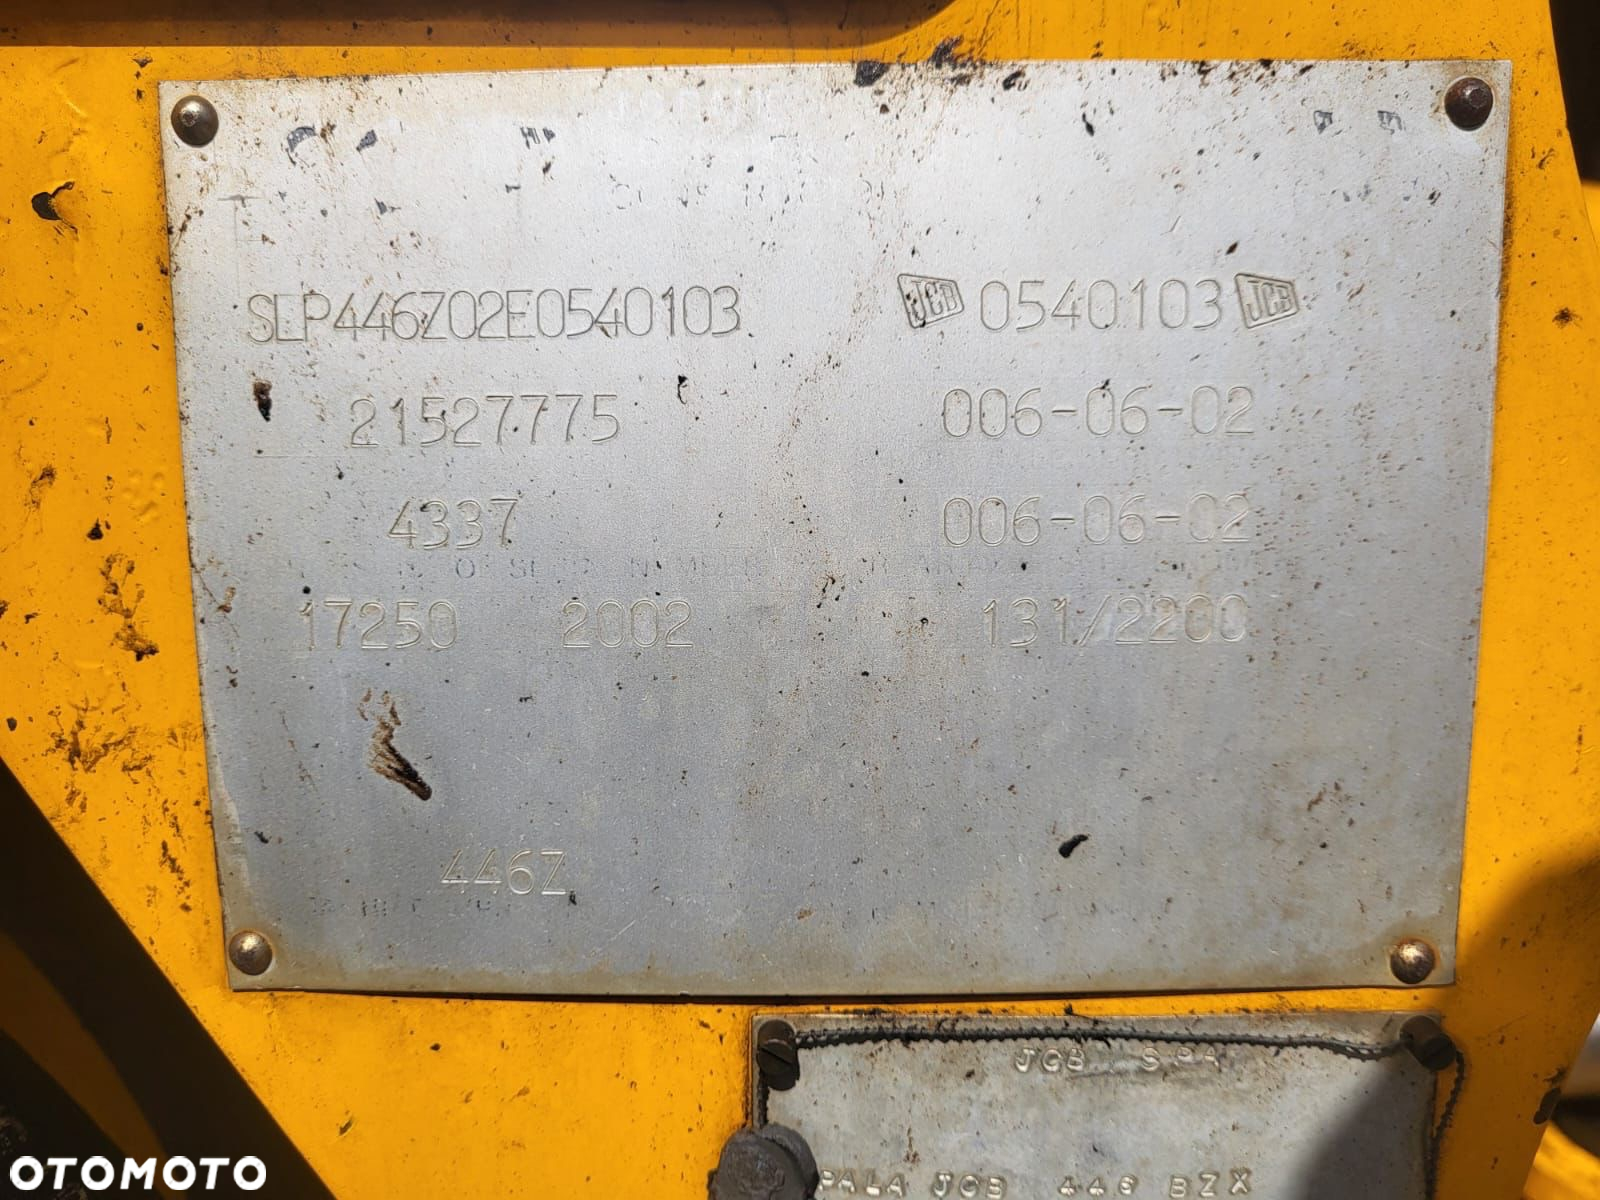 SLP446Z02E0540103 JCB 0540103 JCB
21527775 006-06-02
4337 006-06-02
17250 2002 131/2200
446Z
JCB SPA
PALA JCB 446 BZX
OTOMOTO